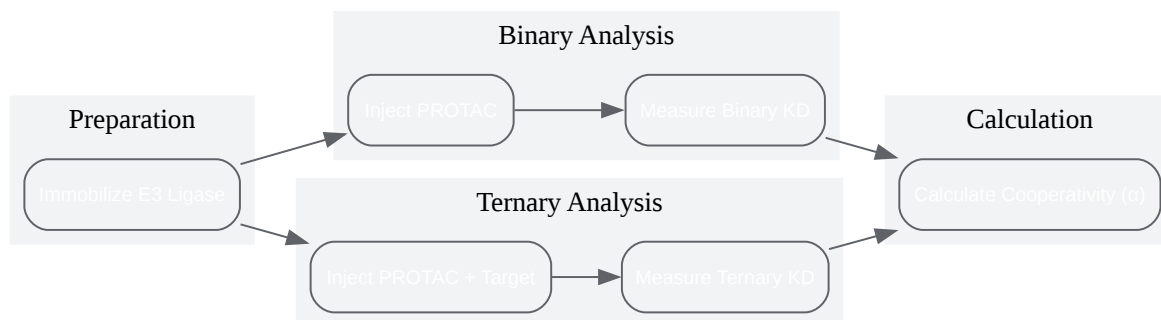 Preparation
Immobilize E3 Ligase
Binary Analysis
Inject PROTAC
Measure Binary KD
Ternary Analysis
Inject PROTAC + Target
Measure Ternary KD
Calculation
Calculate Cooperativity (α)